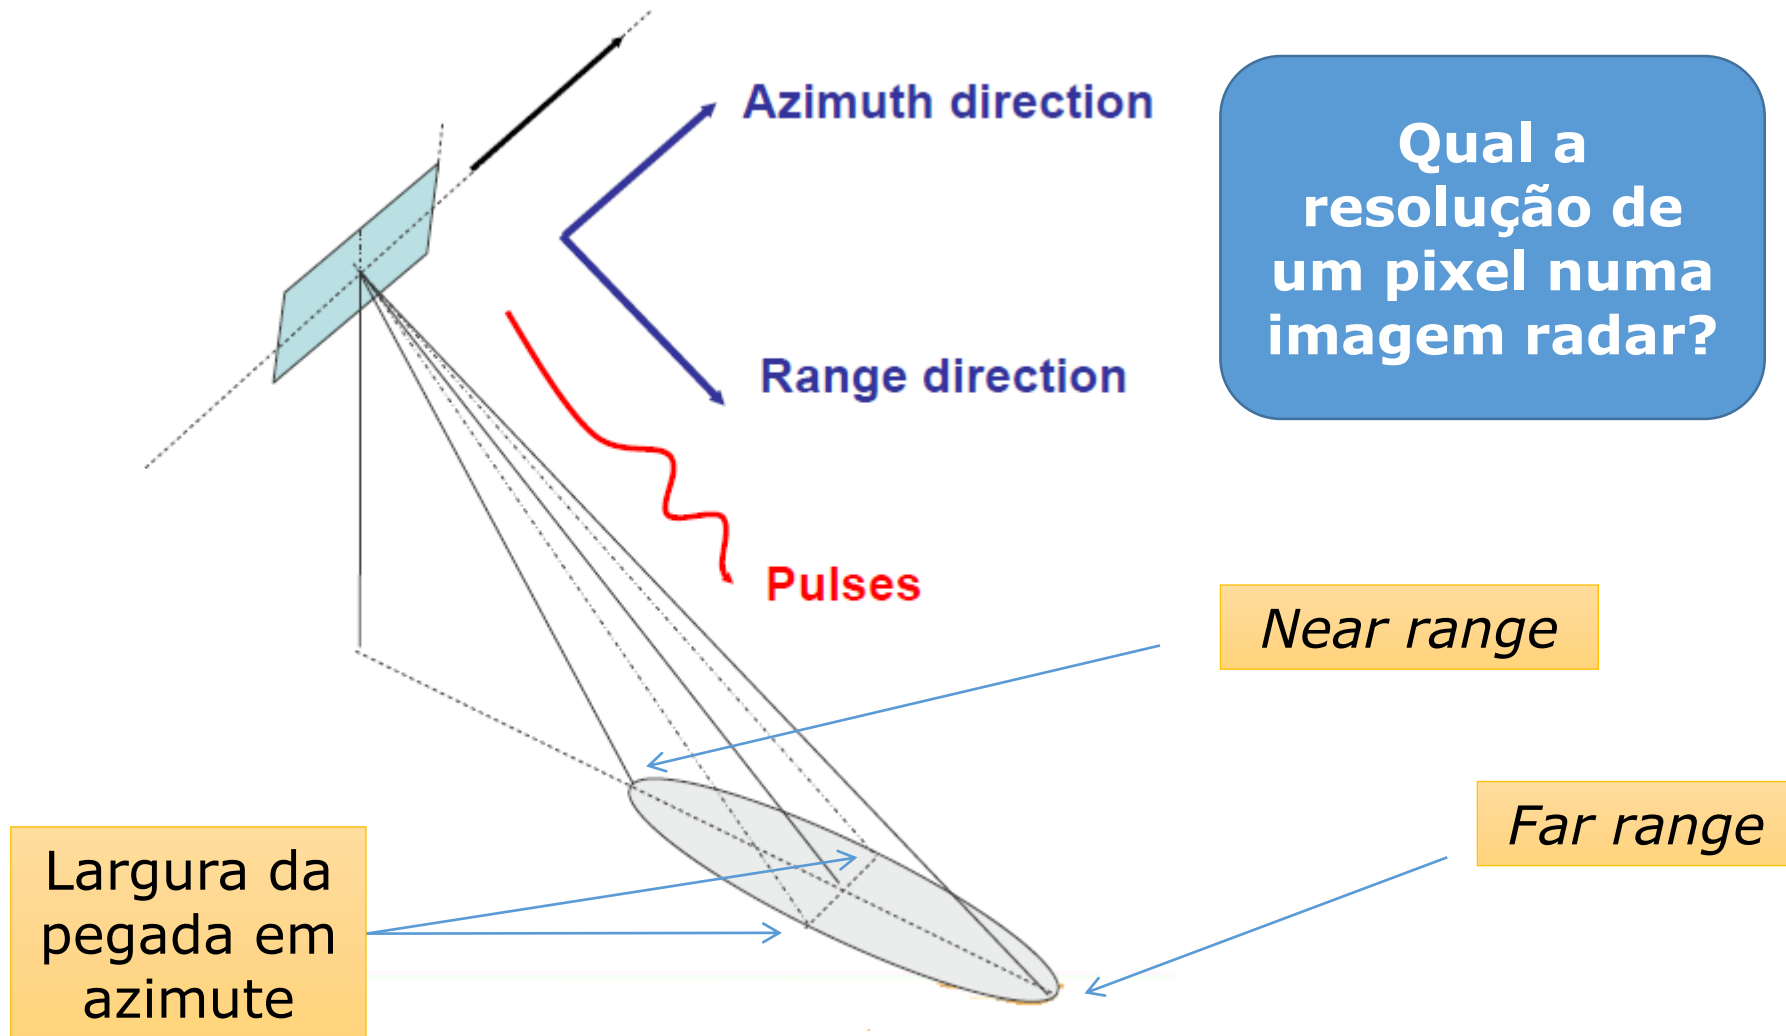 Azimuth direction
Qual a
resolução de
um pixel numa
imagem radar?
Range direction
Pulses
Near range
Far range
Largura da
pegada em
azimute